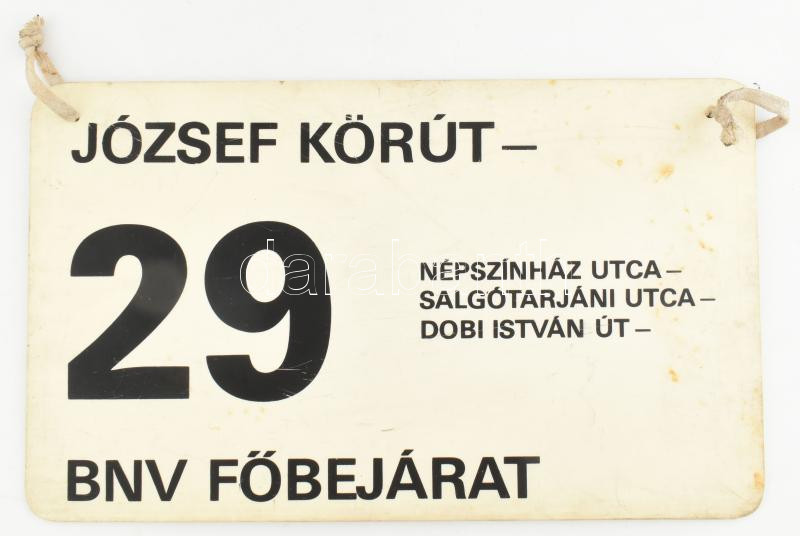 JÓZSEF KÖRÚT–
29
NÉPSZÍNHÁZ UTCA–
SALGÓTARJÁNI UTCA–
DOBI ISTVÁN ÚT–
BNV FŐBEJÁRAT